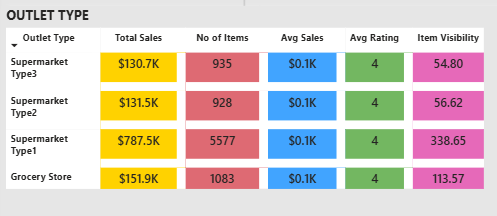 OUTLET TYPE
Outlet Type Total Sales No of Items Avg Sales Avg Rating Item Visibility
Supermarket Type3 $130.7K 935 $0.1K 4 54.80
Supermarket Type2 $131.5K 928 $0.1K 4 56.62
Supermarket Type1 $787.5K 5577 $0.1K 4 338.65
Grocery Store $151.9K 1083 $0.1K 4 113.57